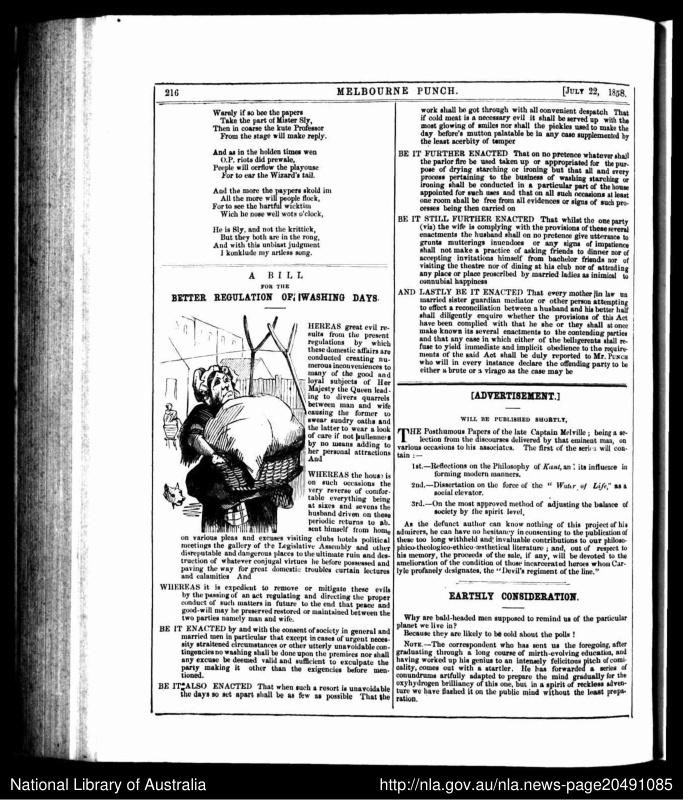 216
MELBOURNE PUNCH.
[JULY 22, 1858.
Warely if so bee the papers
Take the part of Mister Sly,
Then in coarse the kute Professor
From the stage will make reply.
And as in the holden times wen
O.P. riots did prewale,
Peeple will oerflow the playouse
For to ear the Wizard's tail.
And the more the paypers skold im
All the more will people flock,
For to see the hartful wicktim
Wich he nose well wots o'clock,
He is Sly, and not the krittick,
But they both are in the rong,
And with this unbiast judgment
I konklude my artless song.
A BILL
FOR THE
BETTER REGULATION OF WASHING DAYS.
HEREAS great evil re-
sults from the present
regulations by which
these domestic affairs are
conducted creating nu-
merous inconveniences to
many of the good and
loyal subjects of Her
Majesty the Queen lead-
ing to divers quarrels
between man and wife
causing the former to
swear sundry oaths and
the latter to wear a look
of care if not sullenness
by no means adding to
her personal attractions
And
WHEREAS the house is
on such occasions the
very reverse of comfor-
table everything being
at sixes and sevens the
husband driven on these
periodic returns to ab-
sent himself from home
on various pleas and excuses visiting clubs hotels political
meetings the gallery of the Legislative Assembly and other
disreputable and dangerous places to the ultimate ruin and des-
truction of whatever conjugal virtues he before possessed and
paving the way for great domestic troubles curtain lectures
and calamities And
WHEREAS it is expedient to remove or mitigate these evils
by the passing of an act regulating and directing the proper
conduct of such matters in future to the end that peace and
good-will may be preserved restored or maintained between the
two parties namely man and wife.
BE IT ENACTED by and with the consent of society in general and
married men in particular that except in cases of urgent neces-
sity straitened circumstances or other utterly unavoidable con-
tingencies no washing shall be done upon the premises nor shall
any excuse be deemed valid and sufficient to exculpate the
party making it other than the exigencies before men-
tioned.
BE IT ALSO ENACTED That when such a resort is unavoidable
the days so set apart shall be as few as possible That the
work shall be got through with all convenient despatch That
if cold meat is a necessary evil it shall be served up with the
most glowing of smiles nor shall the pickles used to make the
day before's mutton palatable be in any case supplemented by
the least acerbity of temper
BE IT FURTHER ENACTED That on no pretence whatever shall
the parlor fire be used taken up or appropriated for the pur-
pose of drying starching or ironing but that all and every
process pertaining to the business of washing starching or
ironing shall be conducted in a particular part of the house
appointed for such uses and that on all such occasions at least
one room shall be free from all evidences or signs of such pro-
cesses being then carried on
BE IT STILL FURTHER ENACTED That whilst the one party
(viz) the wife is complying with the provisions of these several
enactments the husband shall on no pretence give utterance to
grunts mutterings inuendoes or any signs of impatience
shall not make a practice of asking friends to dinner or of
accepting invitations himself from bachelor friends nor of
visiting the theatre nor of dining at his club nor of attending
any place or place proscribed by married ladies as inimical to
connubial happiness
AND LASTLY BE IT ENACTED That every mother in law un
married sister guardian mediator or other person attempting
to effect a reconciliation between a husband and his better half
shall diligently enquire whether the provisions of this Act
have been complied with that he or they shall at once
make known its several enactments to the contending parties
and that any case in which either of the belligerents shall re-
fuse to yield immediate and implicit obedience to the require-
ments of the said Act shall be duly reported to Mr. PUNCH
who will in every instance declare the offending party to be
either a brute or a virago as the case may be
[ADVERTISEMENT.]
WILL BE PUBLISHED SHORTLY,
THE Posthumous Papers of the late Captain Melville; being a se-
lection from the discourses delivered by that eminent man, on
various occasions to his associates. The first of the series will con-
tain :—
1st.—Reflections on the Philosophy of Kant, and its influence in
forming modern manners.
2nd.—Dissertation on the force of the "Water of Life," as a
social elevator.
3rd.—On the most approved method of adjusting the balance of
society by the spirit level,
As the defunct author can know nothing of this project of his
admirers, he can have no hesitancy in consenting to the publication of
these too long withheld and invaluable contributions to our philoso-
phico-theologico-ethico-æsthetical literature; and, out of respect to
his memory, the proceeds of the sale, if any, will be devoted to the
amelioration of the condition of those incarcerated heroes whom Car-
lyle profanely designates, the "Devil's regiment of the line."
EARTHLY CONSIDERATION.
Why are bald-headed men supposed to remind us of the particular
planet we live in?
Because they are likely to be cold about the polls !
NOTE.—The correspondent who has sent us the foregoing, after
graduating through a long course of mirth-evolving education, and
having worked up his genius to an intensely felicitous pitch of comi-
cality, comes out with a startler. He has forwarded a series of
conundrums artfully adapted to prepare the mind gradually for the
oxyhydrogen brilliancy of this one, but in a spirit of reckless adven-
ture we have flashed it on the public mind without the least prepa-
ration.
National Library of Australia
http://nla.gov.au/nla.news-page20491085